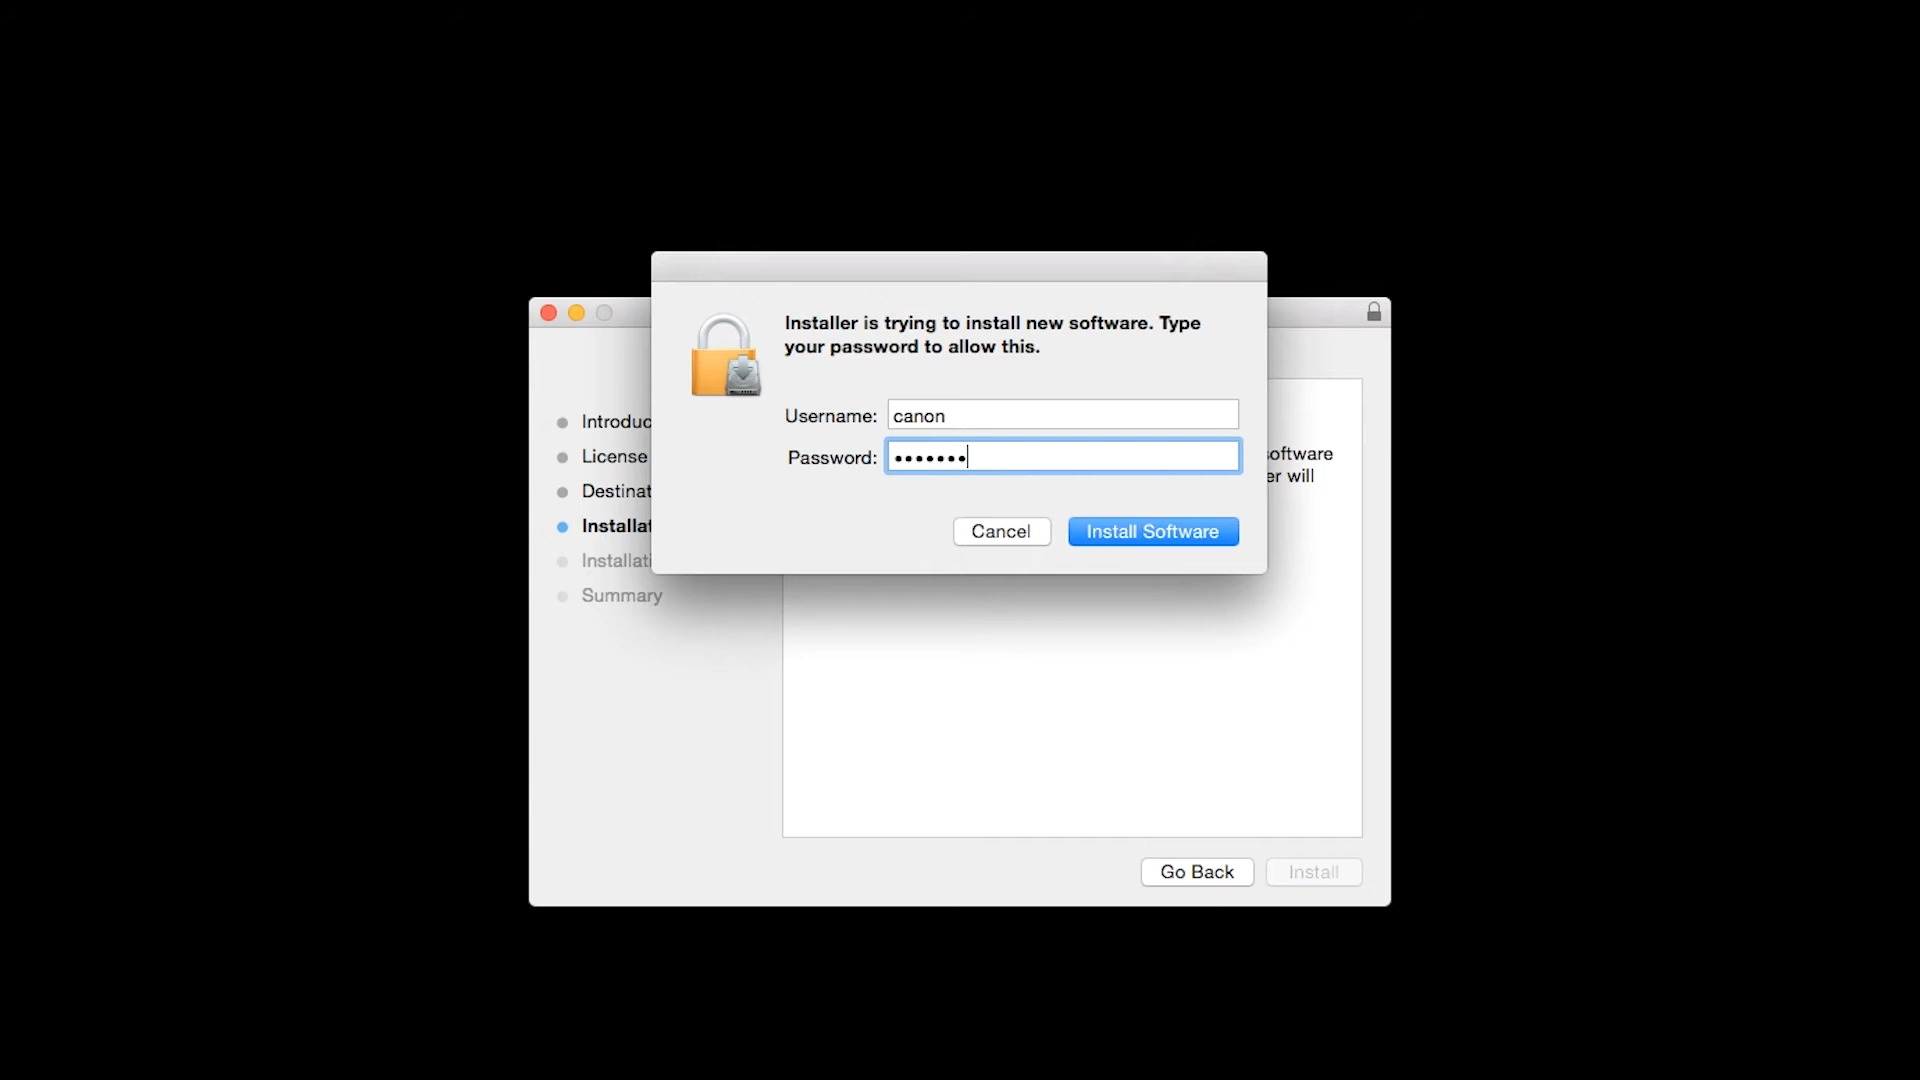 Installer is trying to install new software. Type
your password to allow this.
Username: canon
Password: •••••••
Cancel Install Software
Introduc
License
Destinat
Installat
Installati
Summary
software
er will
Go Back Install